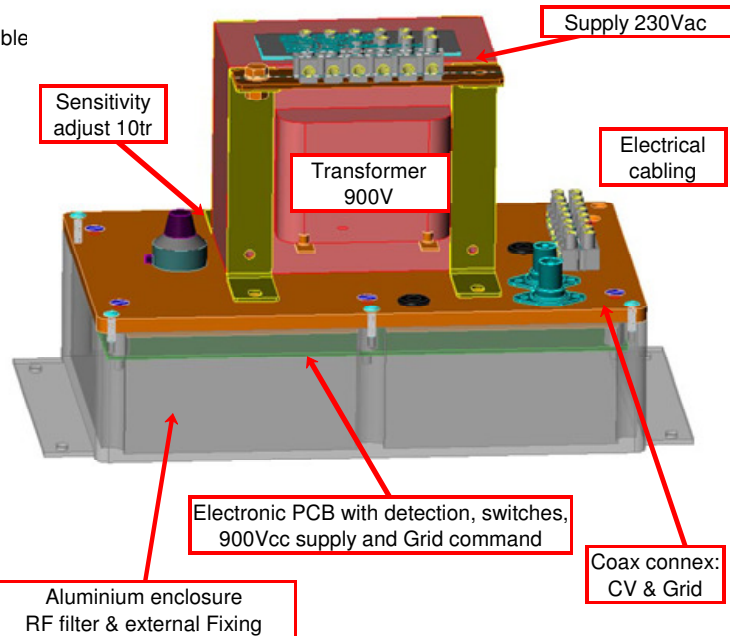 Supply 230Vac
ble
Sensitivity
adjust 10tr
Electrical
cabling
Transformer
900V
Electronic PCB with detection, switches,
900Vcc supply and Grid command
Coax connex:
CV & Grid
Aluminium enclosure
RF filter & external Fixing